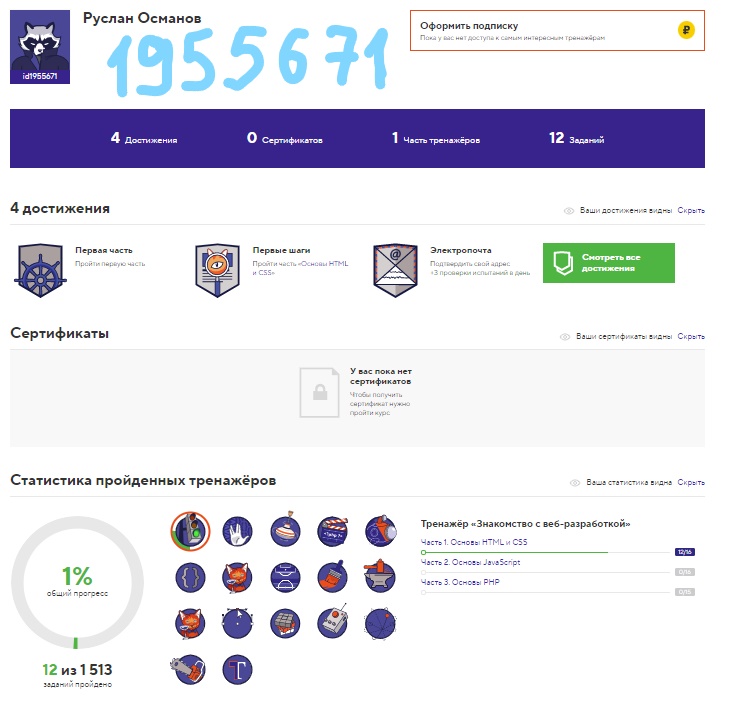 Руслан Османов
1955671
id1955671
Оформить подписку
Пока у вас нет доступа к самым интересным тренажёрам
₽
4 Достижения
0 Сертификатов
1 Часть тренажёров
12 Заданий
4 достижения
Ваши достижения видны Скрыть
Первая часть
Пройти первую часть
Первые шаги
Пройти часть «Основы HTML
и CSS»
@
Электропочта
Подтвердить свой адрес
+3 проверки испытаний в день
Смотреть все
достижения
Сертификаты
Ваши сертификаты видны Скрыть
У вас пока нет
сертификатов
Чтобы получить
сертификат нужно
пройти курс
Статистика пройденных тренажёров
Ваша статистика видна Скрыть
1%
общий прогресс
12 из 1 513
заданий пройдено
<?php ?>
{ }
T
Тренажёр «Знакомство с веб-разработкой»
Часть 1. Основы HTML и CSS
12/16
Часть 2. Основы JavaScript
0/16
Часть 3. Основы PHP
0/16